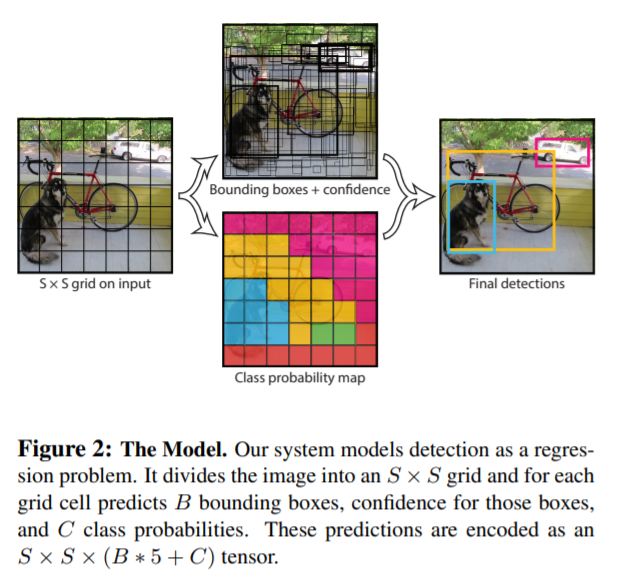 Bounding boxes + confidence
S × S grid on input
Final detections
Class probability map
Figure 2: The Model. Our system models detection as a regres-
sion problem. It divides the image into an S × S grid and for each
grid cell predicts B bounding boxes, confidence for those boxes,
and C class probabilities. These predictions are encoded as an
S × S × (B ∗ 5 + C) tensor.